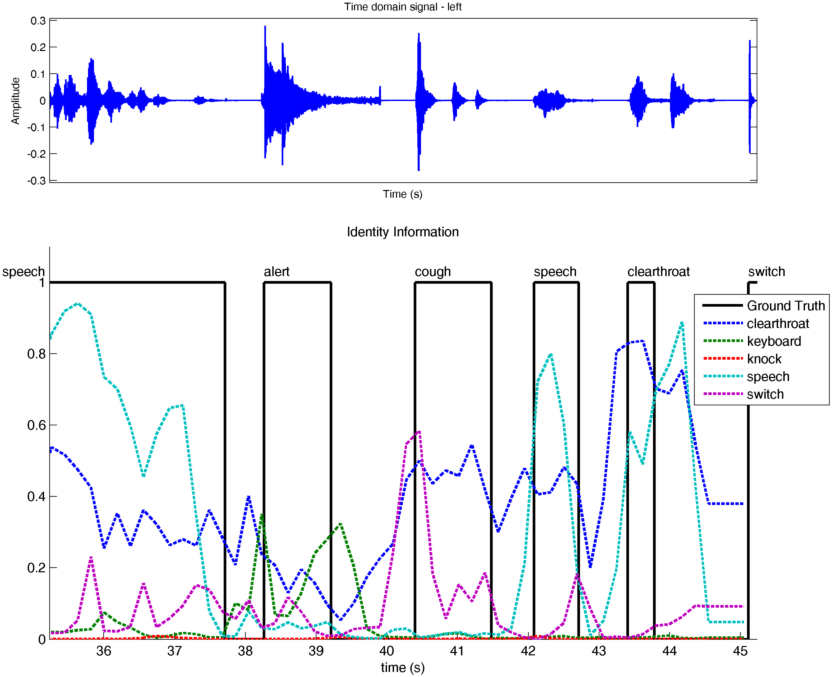 Time domain signal - left
0.3
0.2
0.1
0
-0.1
-0.2
-0.3
Amplitude
Time (s)
Identity Information
speech alert cough speech clearthroat switch
1
0.8
0.6
0.4
0.2
0
Ground Truth
clearthroat
keyboard
knock
speech
switch
36 37 38 39 40 41 42 43 44 45
time (s)